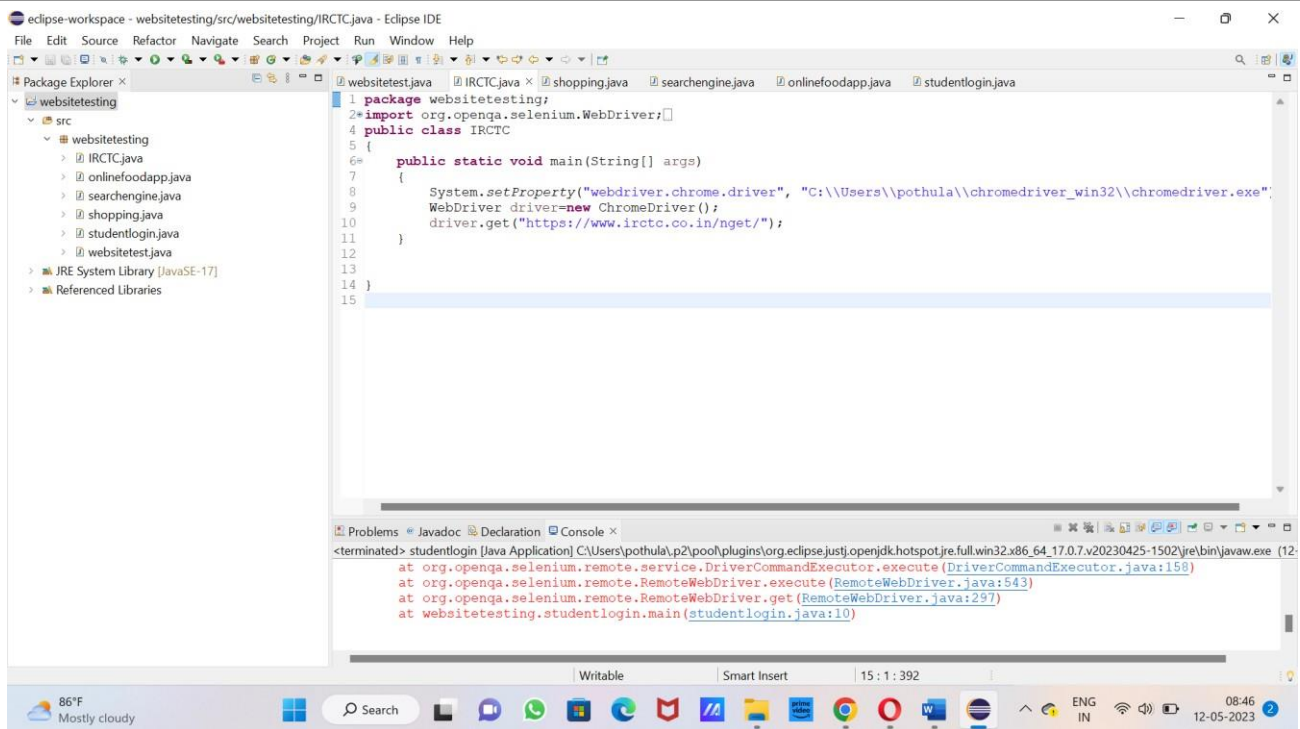 eclipse-workspace - websitetesting/src/websitetesting/IRCTC.java - Eclipse IDE
File Edit Source Refactor Navigate Search Project Run Window Help
Package Explorer
websitetest.java IRCTC.java shopping.java searchengine.java onlinefoodapp.java studentlogin.java
websitetesting
src
websitetesting
IRCTC.java
onlinefoodapp.java
searchengine.java
shopping.java
studentlogin.java
websitetest.java
JRE System Library [JavaSE-17]
Referenced Libraries
1 package websitetesting;
2 import org.openqa.selenium.WebDriver;
4 public class IRCTC
5 {
6 public static void main(String[] args)
7 {
8 System.setProperty("webdriver.chrome.driver", "C:\\Users\\pothula\\chromedriver_win32\\chromedriver.exe"
9 WebDriver driver=new ChromeDriver();
10 driver.get("https://www.irctc.co.in/nget/");
11 }
12
13
14 }
15
Problems Javadoc Declaration Console
<terminated> studentlogin [Java Application] C:\Users\pothula\.p2\pool\plugins\org.eclipse.justj.openjdk.hotspot.jre.full.win32.x86_64_17.0.7.v20230425-1502\jre\bin\javaw.exe (12-
at org.openqa.selenium.remote.service.DriverCommandExecutor.execute(DriverCommandExecutor.java:158)
at org.openqa.selenium.remote.RemoteWebDriver.execute(RemoteWebDriver.java:543)
at org.openqa.selenium.remote.RemoteWebDriver.get(RemoteWebDriver.java:297)
at websitetesting.studentlogin.main(studentlogin.java:10)
Writable Smart Insert 15 : 1 : 392
86°F
Mostly cloudy
Search
prime video
ENG
IN
08:46
12-05-2023
2